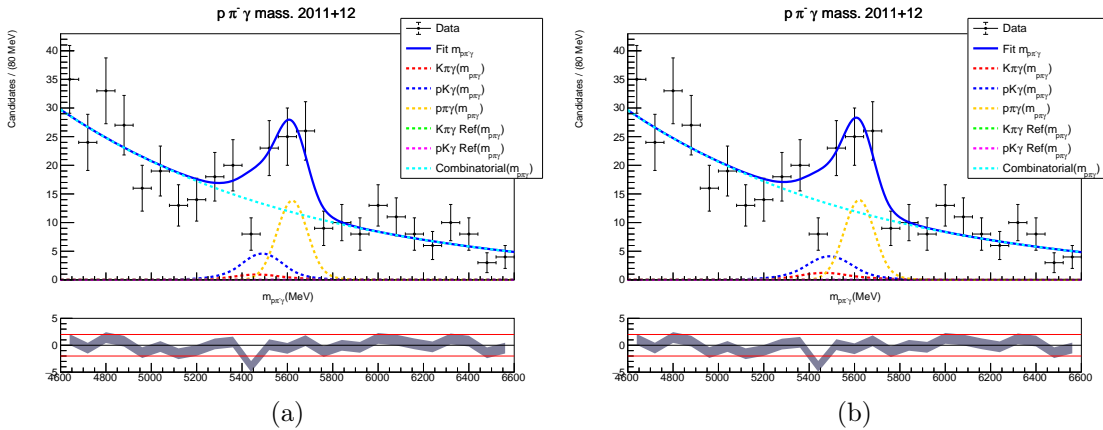 p π⁻ γ mass. 2011+12
Candidates / (80 MeV)
40
35
30
25
20
15
10
5
0
Data
Fit m_pπ⁻γ
Kπγ(m_pπγ)
pKγ(m_pπγ)
pπγ(m_pπγ)
Kπγ Ref(m_pπγ)
pKγ Ref(m_pπγ)
Combinatorial(m_pπγ)
m_pπ⁻γ(MeV)
5
0
−5
4600 4800 5000 5200 5400 5600 5800 6000 6200 6400 6600
(a)
p π⁻ γ mass. 2011+12
Candidates / (80 MeV)
40
35
30
25
20
15
10
5
0
Data
Fit m_pπ⁻γ
Kπγ(m_pπγ)
pKγ(m_pπγ)
pπγ(m_pπγ)
Kπγ Ref(m_pπγ)
pKγ Ref(m_pπγ)
Combinatorial(m_pπγ)
m_pπ⁻γ(MeV)
5
0
−5
4600 4800 5000 5200 5400 5600 5800 6000 6200 6400 6600
(b)